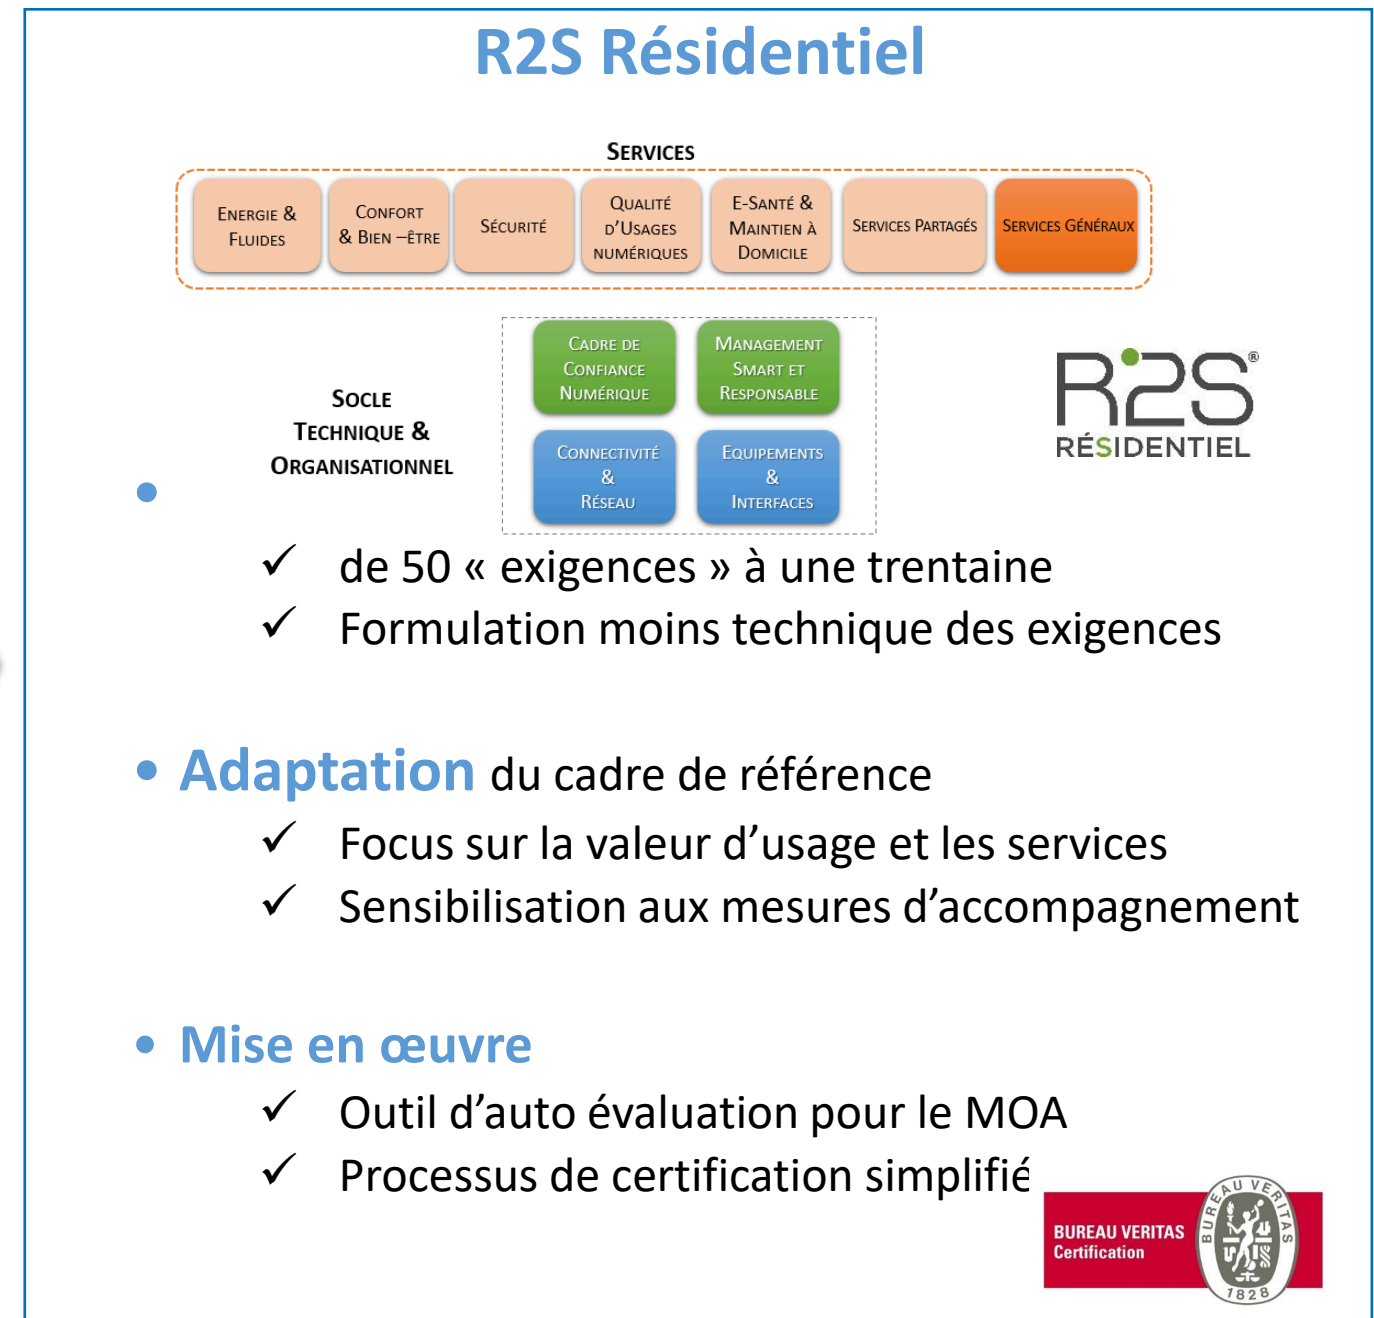 R2S Résidentiel
SERVICES
ENERGIE &
FLUIDES
CONFORT
& BIEN –ÊTRE
SÉCURITÉ
QUALITÉ
D'USAGES
NUMÉRIQUES
E-SANTÉ &
MAINTIEN À
DOMICILE
SERVICES PARTAGÉS
SERVICES GÉNÉRAUX
SOCLE
TECHNIQUE &
ORGANISATIONNEL
CADRE DE
CONFIANCE
NUMÉRIQUE
MANAGEMENT
SMART ET
RESPONSABLE
CONNECTIVITÉ
&
RÉSEAU
EQUIPEMENTS
&
INTERFACES
R2S®
RÉSIDENTIEL
•
✓ de 50 « exigences » à une trentaine
✓ Formulation moins technique des exigences
• Adaptation du cadre de référence
✓ Focus sur la valeur d'usage et les services
✓ Sensibilisation aux mesures d'accompagnement
• Mise en œuvre
✓ Outil d'auto évaluation pour le MOA
✓ Processus de certification simplifié
BUREAU VERITAS
Certification
BUREAU VERITAS
1828